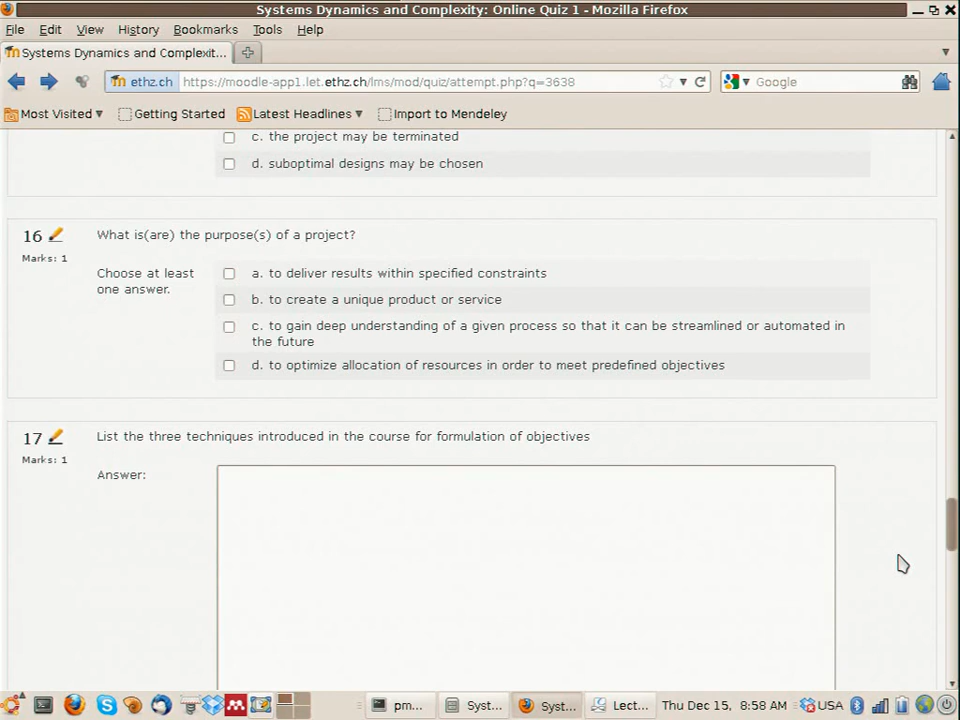 Systems Dynamics and Complexity: Online Quiz 1 - Mozilla Firefox
File Edit View History Bookmarks Tools Help
Systems Dynamics and Complexit...
ethz.ch https://moodle-app1.let.ethz.ch/lms/mod/quiz/attempt.php?q=3638 Google
Most Visited Getting Started Latest Headlines Import to Mendeley
c. the project may be terminated
d. suboptimal designs may be chosen
16 What is(are) the purpose(s) of a project?
Marks: 1
Choose at least
one answer.
a. to deliver results within specified constraints
b. to create a unique product or service
c. to gain deep understanding of a given process so that it can be streamlined or automated in
the future
d. to optimize allocation of resources in order to meet predefined objectives
17 List the three techniques introduced in the course for formulation of objectives
Marks: 1
Answer:
pm... Syst... Syst... Lect... Thu Dec 15, 8:58 AM USA